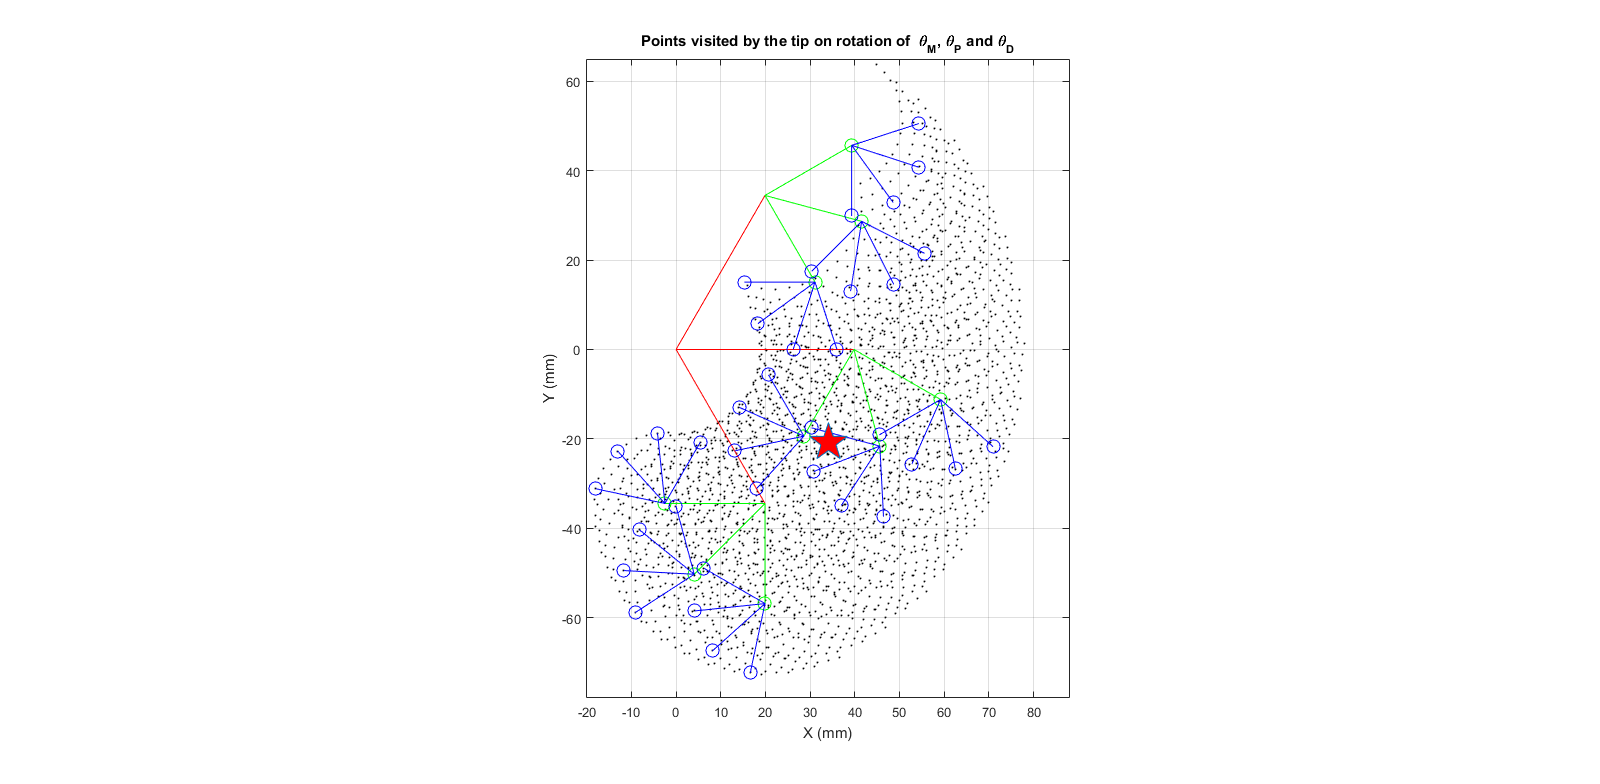 Points visited by the tip on rotation of θM, θP and θD
60
40
20
0
-20
-40
-60
Y (mm)
-20 -10 0 10 20 30 40 50 60 70 80
X (mm)